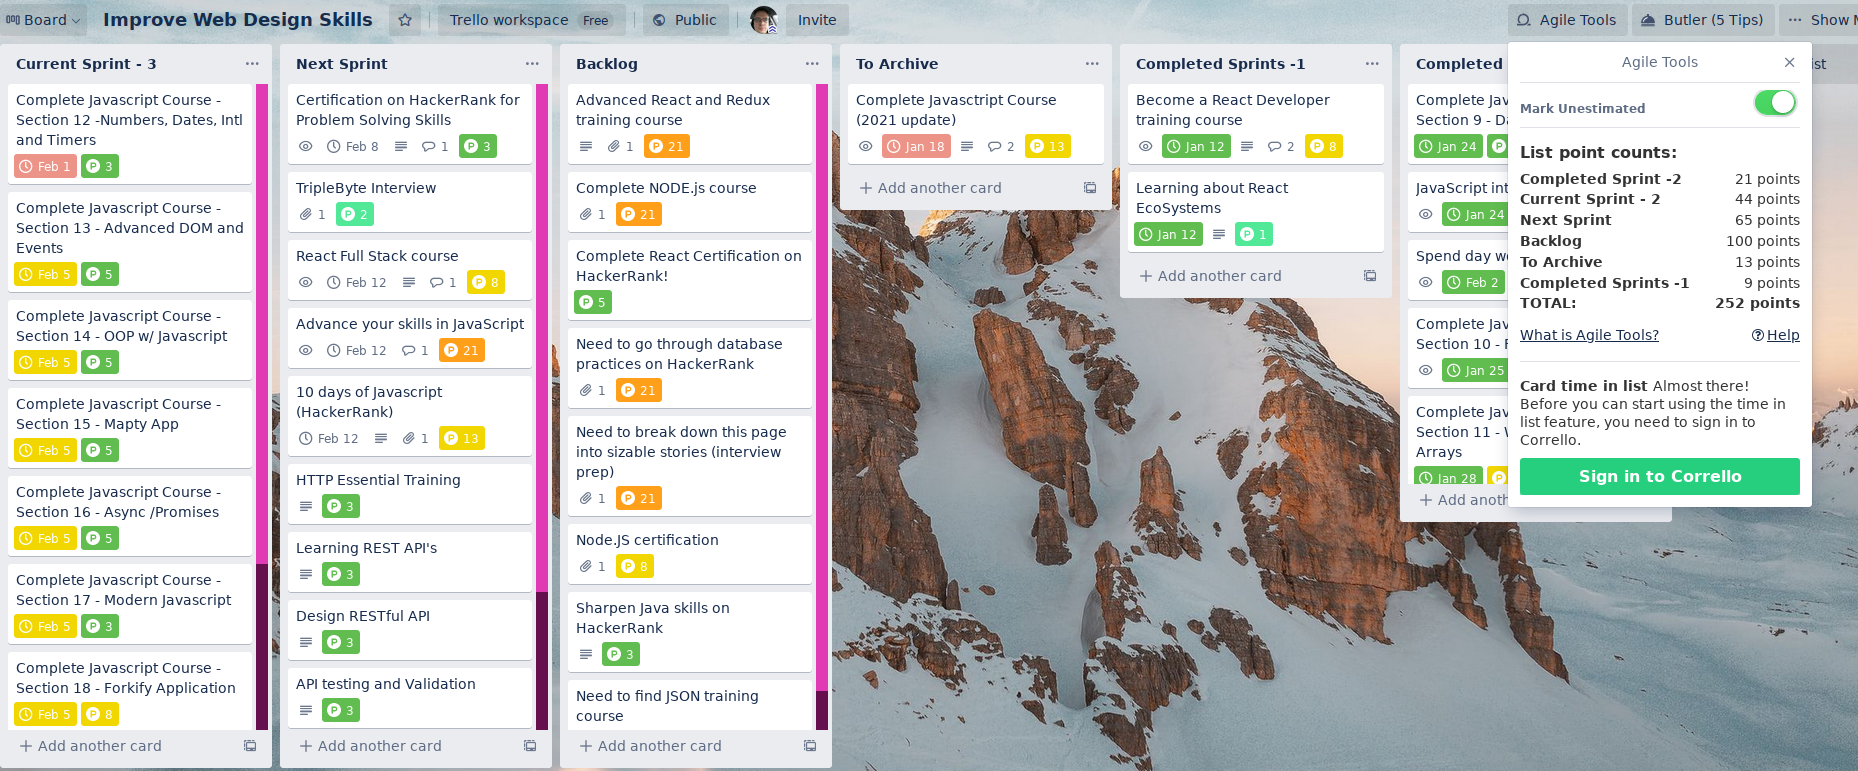 Board
Improve Web Design Skills
Trello workspace Free
Public
Invite
Agile Tools
Butler (5 Tips)
Show
Current Sprint - 3
Complete Javascript Course -
Section 12 -Numbers, Dates, Intl
and Timers
Feb 1 P 3
Complete Javascript Course -
Section 13 - Advanced DOM and
Events
Feb 5 P 5
Complete Javascript Course -
Section 14 - OOP w/ Javascript
Feb 5 P 5
Complete Javascript Course -
Section 15 - Mapty App
Feb 5 P 5
Complete Javascript Course -
Section 16 - Async /Promises
Feb 5 P 5
Complete Javascript Course -
Section 17 - Modern Javascript
Feb 5 P 3
Complete Javascript Course -
Section 18 - Forkify Application
Feb 5 P 8
+ Add another card
Next Sprint
Certification on HackerRank for
Problem Solving Skills
Feb 8 1 P 3
TripleByte Interview
1 P 2
React Full Stack course
Feb 12 1 P 8
Advance your skills in JavaScript
Feb 12 1 P 21
10 days of Javascript
(HackerRank)
Feb 12 1 P 13
HTTP Essential Training
P 3
Learning REST API's
P 3
Design RESTful API
P 3
API testing and Validation
P 3
+ Add another card
Backlog
Advanced React and Redux
training course
1 P 21
Complete NODE.js course
1 P 21
Complete React Certification on
HackerRank!
P 5
Need to go through database
practices on HackerRank
1 P 21
Need to break down this page
into sizable stories (interview
prep)
1 P 21
Node.JS certification
1 P 8
Sharpen Java skills on
HackerRank
P 3
Need to find JSON training
course
+ Add another card
To Archive
Complete Javasctript Course
(2021 update)
Jan 18 2 P 13
+ Add another card
Completed Sprints -1
Become a React Developer
training course
Jan 12 2 P 8
Learning about React
EcoSystems
Jan 12 P 1
+ Add another card
Completed
Complete Jav
Section 9 - Da
Jan 24 P
JavaScript int
Jan 24
Spend day wo
Feb 2
Complete Jav
Section 10 -
Jan 25
Complete Jav
Section 11 -
Arrays
Jan 28 P
+ Add anoth
Agile Tools
Mark Unestimated
List point counts:
Completed Sprint -2 21 points
Current Sprint - 2 44 points
Next Sprint 65 points
Backlog 100 points
To Archive 13 points
Completed Sprints -1 9 points
TOTAL: 252 points
What is Agile Tools? Help
Card time in list Almost there!
Before you can start using the time in
list feature, you need to sign in to
Corrello.
Sign in to Corrello
ist